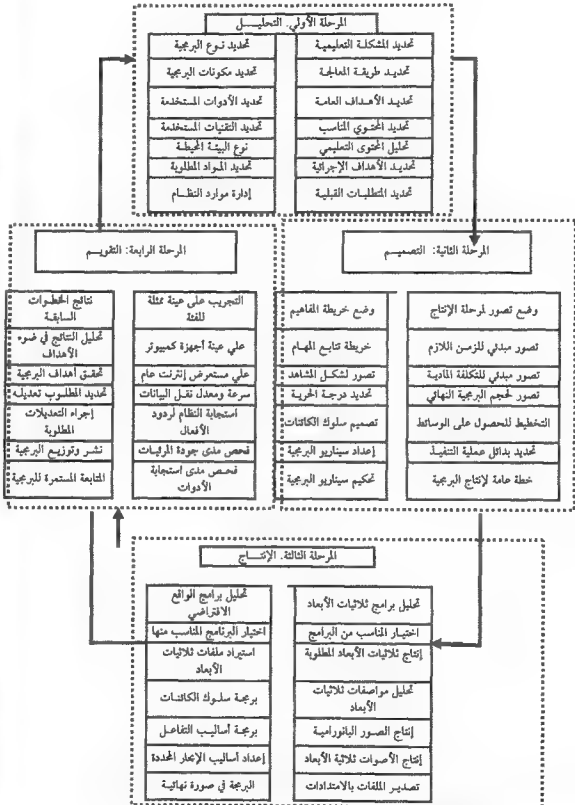 المرحلة الأولي. التحليـــل
تحديد المشكلة التعليمية
تحديد طريقة المعالجة
تحديد الأهداف العامة
تحديد المحتوي المناسب
تحليل المحتوى التعليمي
تحديد الأهداف الإجرائية
تحديد المتطلبات القبلية
تحديد نوع البرمجية
تحديد مكونات البرمجية
تحديد الأدوات المستخدمة
تحديد التقنيات المستخدمة
نوع البيئة المحيطة
تحديد المواد المطلوبة
إدارة موارد النظام
المرحلة الثانية: التصميـــم
وضع تصور لمرحلة الإنتاج
تصور مبدئي للزمن اللازم
تصور مبدئي للتكلفة المادية
تصور لحجم البرمجية النهائي
التخطيط للحصول على الوسائط
تحديد بدائل عملية التنفيذ
خطة عامة لإنتاج البرمجية
وضع خريطة المفاهيم
خريطة تتابع المهام
تصور لشكل المشاهد
تحديد درجة الحرية
تصميم سلوك الكائنات
إعداد سيناريو البرمجية
تحكيم سيناريو البرمجية
المرحلة الثالثة. الإنتـــاج
تحليل برامج ثلاثيات الأبعاد
اختيار المناسب من البرامج
إنتاج ثلاثيات الأبعاد المطلوبة
تحليل مواصفات ثلاثيات
الأبعاد
إنتاج الصور البانورامية
إنتاج الأصوات ثلاثية الأبعاد
تصدير الملفات بالامتدادات
تحليل برامج الواقع
الافتراضي
اختيار البرنامج المناسب منها
استيراد ملفات ثلاثيات
الأبعاد
برمجة سلوك الكائنات
برمجة أساليب التفاعل
إعداد أساليب الإبحار المحددة
البرمجة في صورة نهائية
المرحلة الرابعة: التقويـــم
التجريب على عينة ممثلة
للفئة
علي عينة أجهزة كمبيوتر
علي مستعرض إنترنت عام
سرعة ومعدل نقل البيانات
استجابة النظام لردود
الأفعال
فحص مدى جودة المرئيات
فحص مدى استجابة
الأدوات
نتائج الخطوات
السابقة
تحليل النتائج في ضوء
الأهداف
تحقق أهداف البرمجية
تحديد المطلوب تعديله
إجراء التعديلات
المطلوبة
نشر وتوزيع البرمجية
المتابعة المستمرة للبرمجية